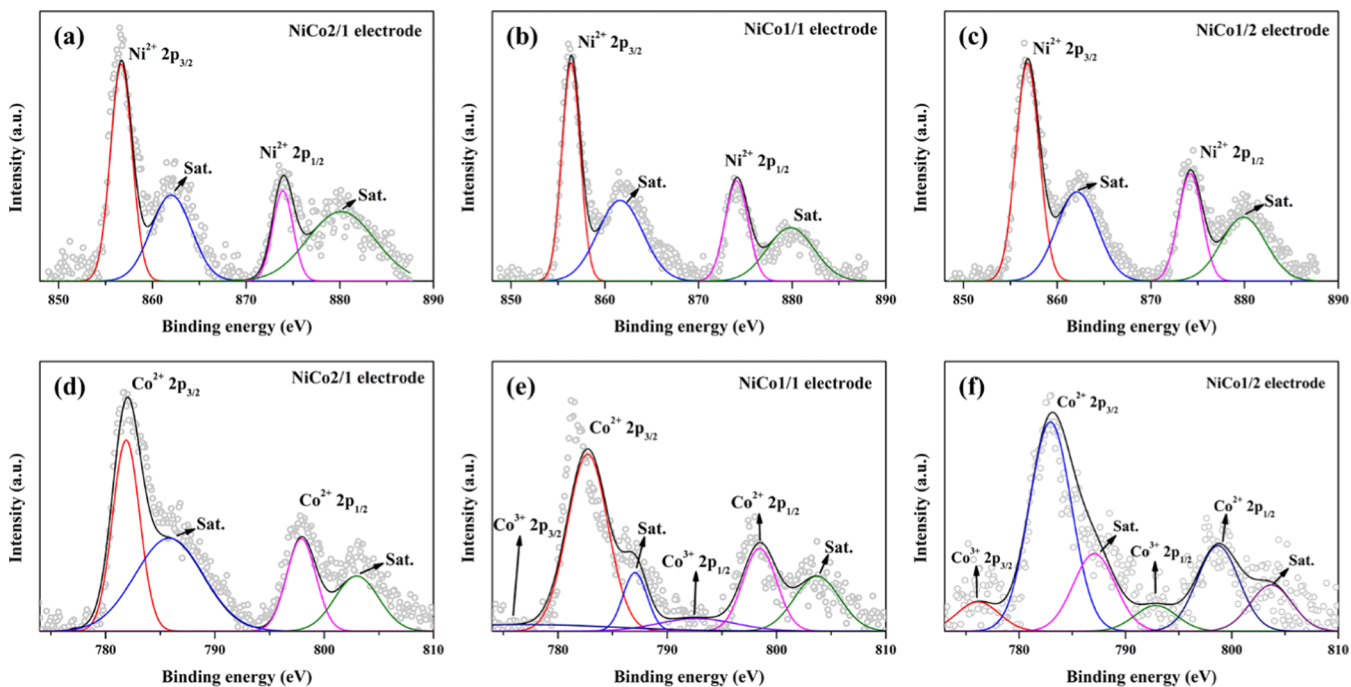 (a)
NiCo2/1 electrode
Ni²⁺ 2p₃/₂
Sat.
Ni²⁺ 2p₁/₂
Sat.
Intensity (a.u.)
850 860 870 880 890
Binding energy (eV)
(b)
NiCo1/1 electrode
Ni²⁺ 2p₃/₂
Sat.
Ni²⁺ 2p₁/₂
Sat.
Intensity (a.u.)
850 860 870 880 890
Binding energy (eV)
(c)
NiCo1/2 electrode
Ni²⁺ 2p₃/₂
Sat.
Ni²⁺ 2p₁/₂
Sat.
Intensity (a.u.)
850 860 870 880 890
Binding energy (eV)
(d)
NiCo2/1 electrode
Co²⁺ 2p₃/₂
Sat.
Co²⁺ 2p₁/₂
Sat.
Intensity (a.u.)
780 790 800 810
Binding energy (eV)
(e)
NiCo1/1 electrode
Co³⁺ 2p₃/₂
Co²⁺ 2p₃/₂
Sat.
Co³⁺ 2p₁/₂
Co²⁺ 2p₁/₂
Sat.
Intensity (a.u.)
780 790 800 810
Binding energy (eV)
(f)
NiCo1/2 electrode
Co³⁺ 2p₃/₂
Co²⁺ 2p₃/₂
Sat.
Co³⁺ 2p₁/₂
Co²⁺ 2p₁/₂
Sat.
Intensity (a.u.)
780 790 800 810
Binding energy (eV)